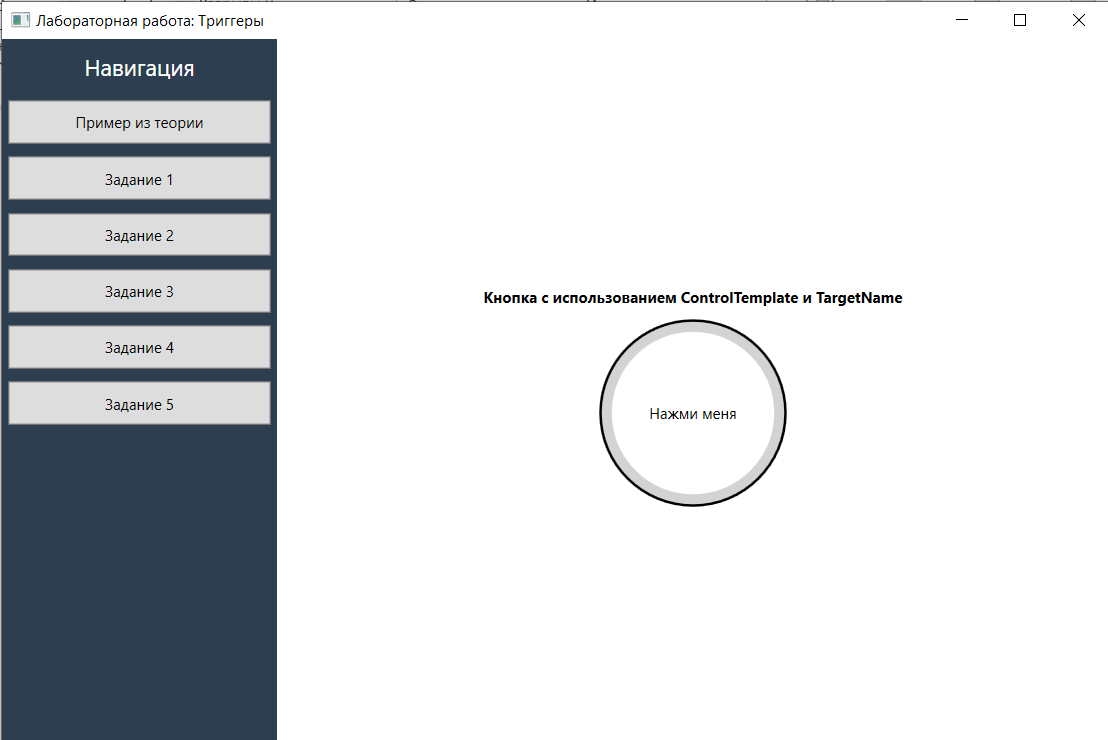 Лабораторная работа: Триггеры
Навигация
Пример из теории
Задание 1
Задание 2
Задание 3
Задание 4
Задание 5
Кнопка с использованием ControlTemplate и TargetName
Нажми меня